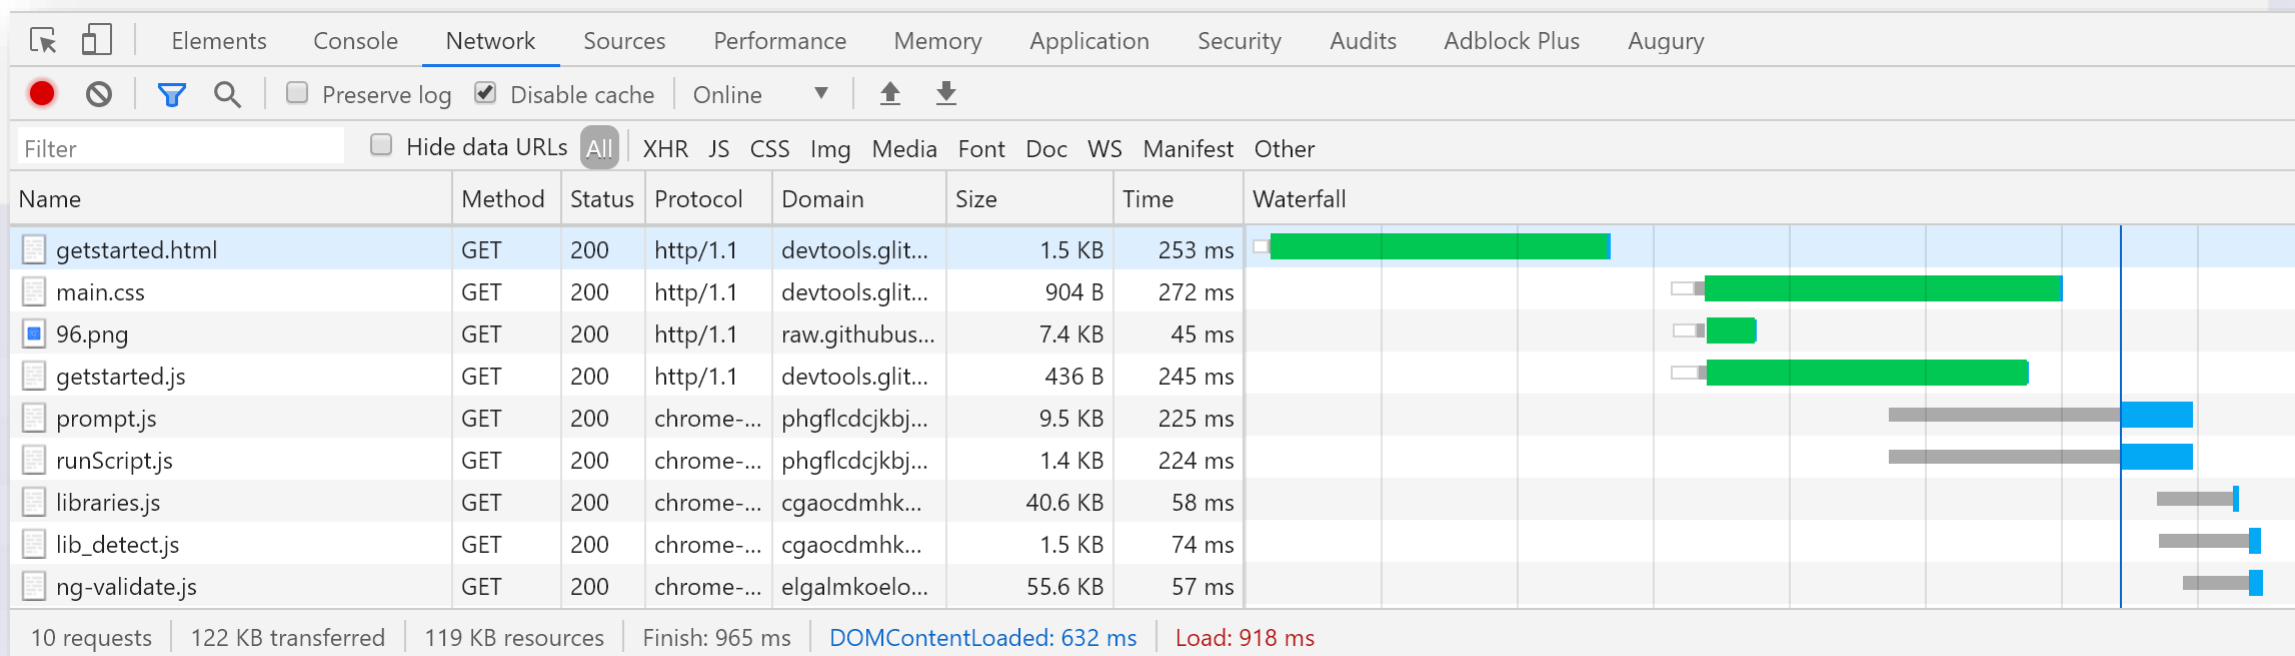 Elements Console Network Sources Performance Memory Application Security Audits Adblock Plus Augury
Preserve log Disable cache Online
Filter Hide data URLs All XHR JS CSS Img Media Font Doc WS Manifest Other
Name Method Status Protocol Domain Size Time Waterfall
getstarted.html GET 200 http/1.1 devtools.glit... 1.5 KB 253 ms
main.css GET 200 http/1.1 devtools.glit... 904 B 272 ms
96.png GET 200 http/1.1 raw.githubus... 7.4 KB 45 ms
getstarted.js GET 200 http/1.1 devtools.glit... 436 B 245 ms
prompt.js GET 200 chrome-... phgflcdcjkbj... 9.5 KB 225 ms
runScript.js GET 200 chrome-... phgflcdcjkbj... 1.4 KB 224 ms
libraries.js GET 200 chrome-... cgaocdmhk... 40.6 KB 58 ms
lib_detect.js GET 200 chrome-... cgaocdmhk... 1.5 KB 74 ms
ng-validate.js GET 200 chrome-... elgalmkoelo... 55.6 KB 57 ms
10 requests 122 KB transferred 119 KB resources Finish: 965 ms DOMContentLoaded: 632 ms Load: 918 ms